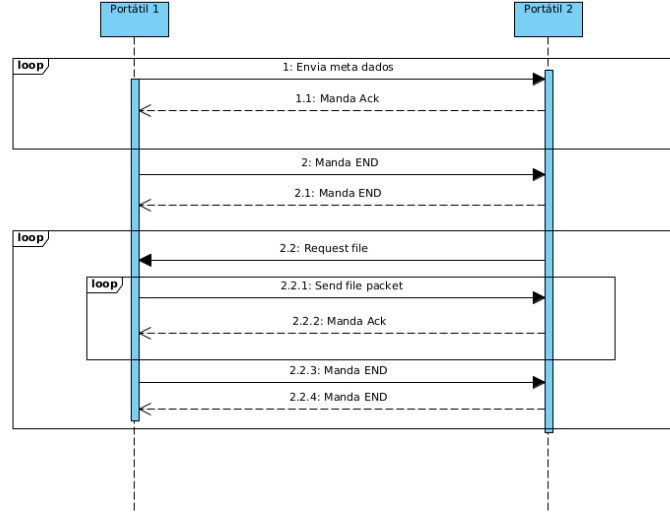 Portátil 1
Portátil 2
loop
1: Envia meta dados
1.1: Manda Ack
2: Manda END
2.1: Manda END
loop
2.2: Request file
loop
2.2.1: Send file packet
2.2.2: Manda Ack
2.2.3: Manda END
2.2.4: Manda END